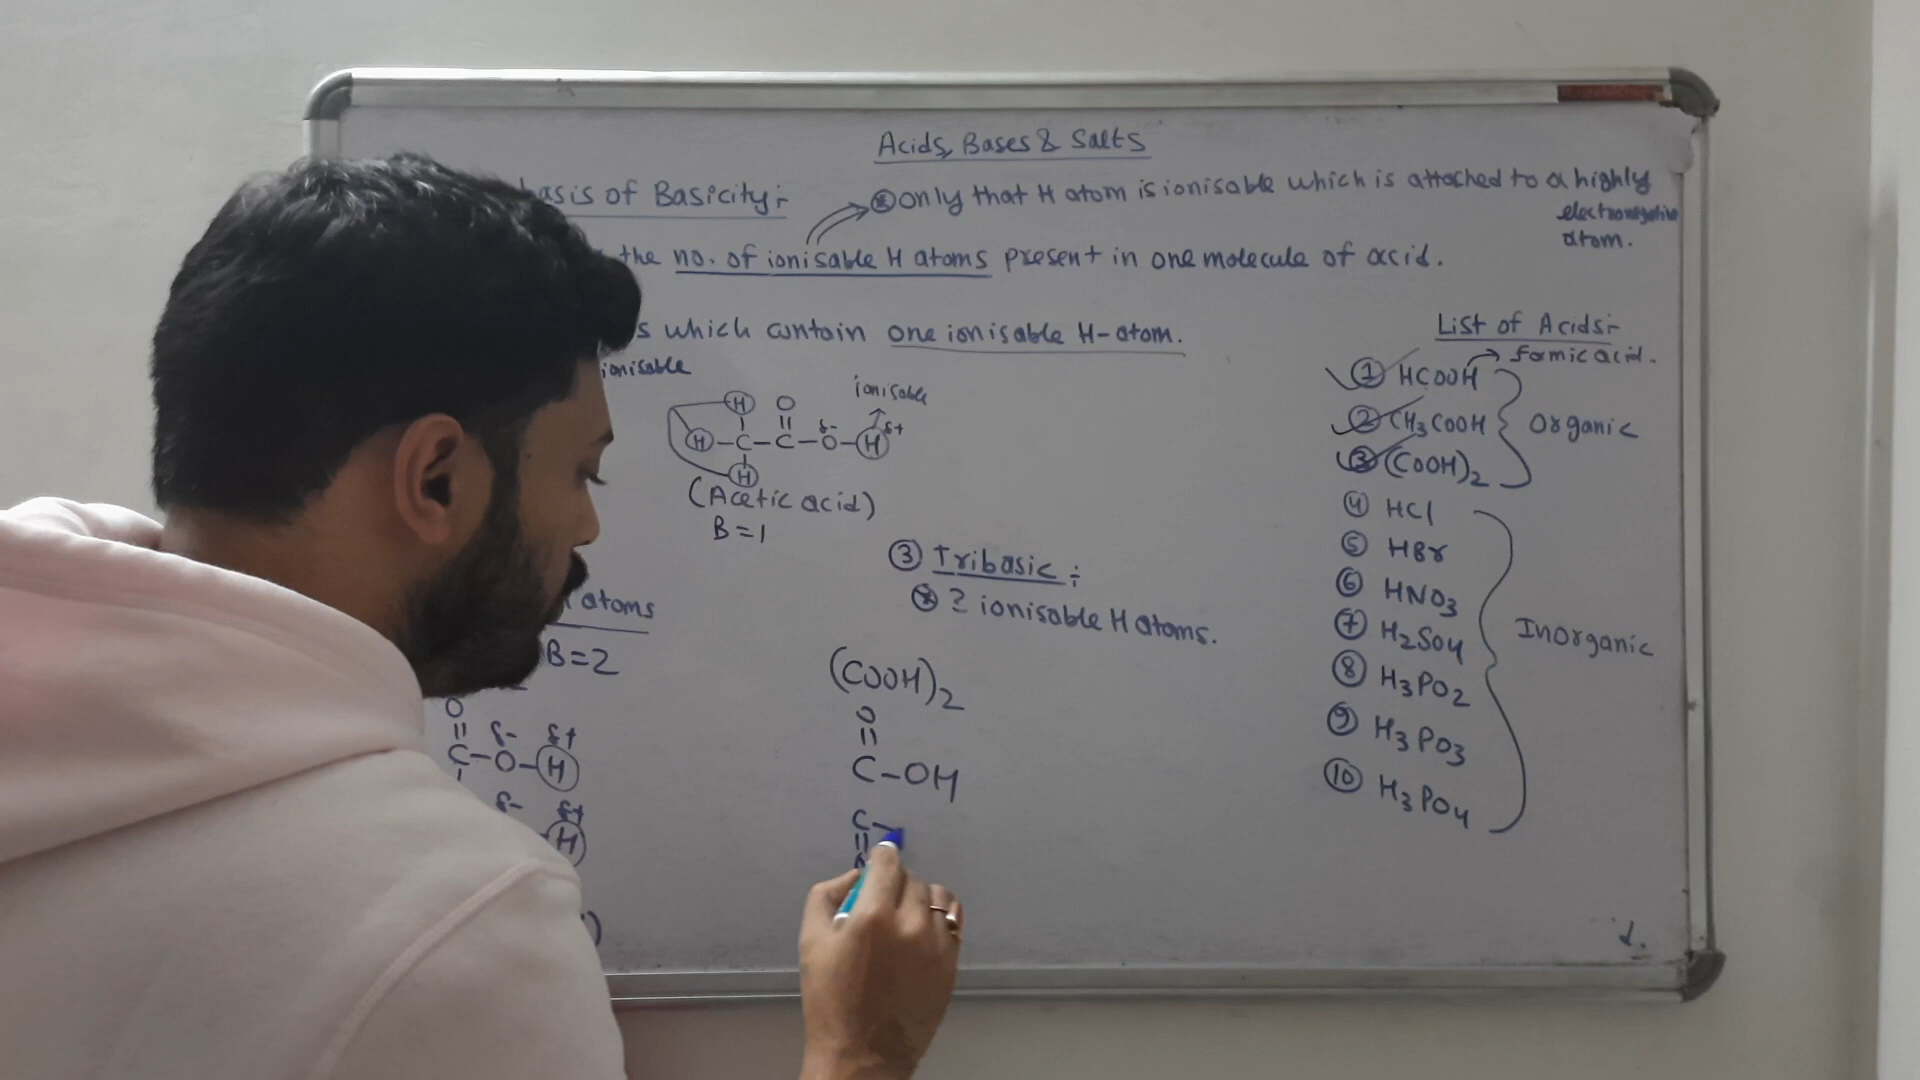 Acids, Bases & Salts
basis of Basicity:-
⊛ only that H atom is ionisable which is attached to a highly
electronegative
atom.
the no. of ionisable H atoms present in one molecule of acid.
s which contain one ionisable H-atom.
ionisable
ionisable
H O
H-C-C-O-H
δ- δ+
H
(Acetic acid)
B=1
③ Tribasic :-
⊛ 3 ionisable H atoms.
atoms
B=2
O
C-O-H
δ- δ+
δ- δ+
H
(COOH)2
O
C-OH
C-
List of Acids:-
→ formic acid.
① HCOOH
② CH3COOH
③ (COOH)2
Organic
④ HCl
⑤ HBr
⑥ HNO3
⑦ H2SO4
⑧ H3PO2
⑨ H3PO3
⑩ H3PO4
Inorganic